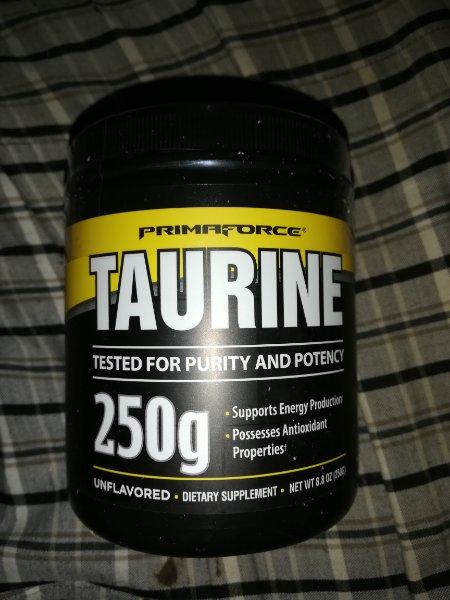 PRIMAFORCE®
TAURINE
TESTED FOR PURITY AND POTENCY
250g
• Supports Energy Production†
• Possesses Antioxidant
Properties†
UNFLAVORED • DIETARY SUPPLEMENT • NET WT 8.8 OZ (250G)